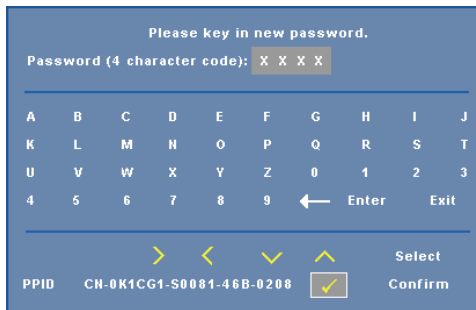 Please key in new password.
Password (4 character code): X X X X
A B C D E F G H I J
K L M N O P Q R S T
U V W X Y Z 0 1 2 3
4 5 6 7 8 9 ← Enter Exit
Select
PPID CN-0K1CG1-S0081-46B-0208 Confirm